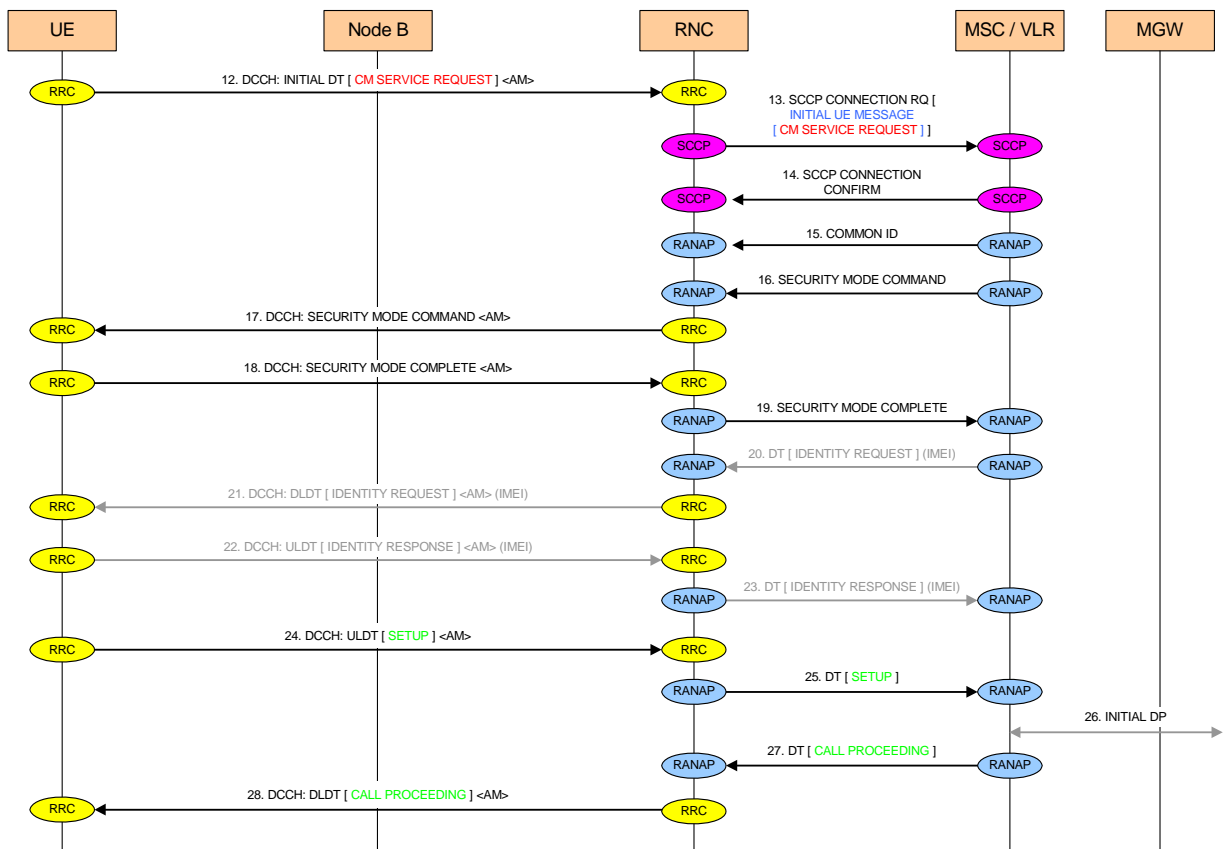 UE
Node B
RNC
MSC / VLR
MGW
12. DCCH: INITIAL DT [ CM SERVICE REQUEST ] <AM>
RRC
RRC
13. SCCP CONNECTION RQ [
INITIAL UE MESSAGE
[ CM SERVICE REQUEST ] ]
SCCP
SCCP
14. SCCP CONNECTION
CONFIRM
SCCP
SCCP
15. COMMON ID
RANAP
RANAP
16. SECURITY MODE COMMAND
RANAP
RANAP
17. DCCH: SECURITY MODE COMMAND <AM>
RRC
RRC
18. DCCH: SECURITY MODE COMPLETE <AM>
RRC
RRC
19. SECURITY MODE COMPLETE
RANAP
RANAP
20. DT [ IDENTITY REQUEST ] (IMEI)
RANAP
RANAP
21. DCCH: DLDT [ IDENTITY REQUEST ] <AM> (IMEI)
RRC
RRC
22. DCCH: ULDT [ IDENTITY RESPONSE ] <AM> (IMEI)
RRC
RRC
23. DT [ IDENTITY RESPONSE ] (IMEI)
RANAP
RANAP
24. DCCH: ULDT [ SETUP ] <AM>
RRC
RRC
25. DT [ SETUP ]
RANAP
RANAP
26. INITIAL DP
27. DT [ CALL PROCEEDING ]
RANAP
RANAP
28. DCCH: DLDT [ CALL PROCEEDING ] <AM>
RRC
RRC